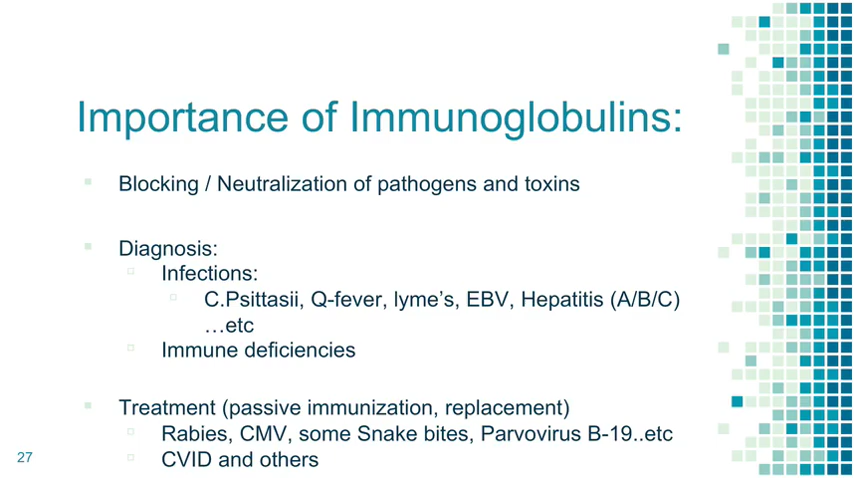 Importance of Immunoglobulins:
Blocking / Neutralization of pathogens and toxins
Diagnosis:
Infections:
C.Psittasii, Q-fever, lyme’s, EBV, Hepatitis (A/B/C)
…etc
Immune deficiencies
Treatment (passive immunization, replacement)
Rabies, CMV, some Snake bites, Parvovirus B-19..etc
CVID and others
27